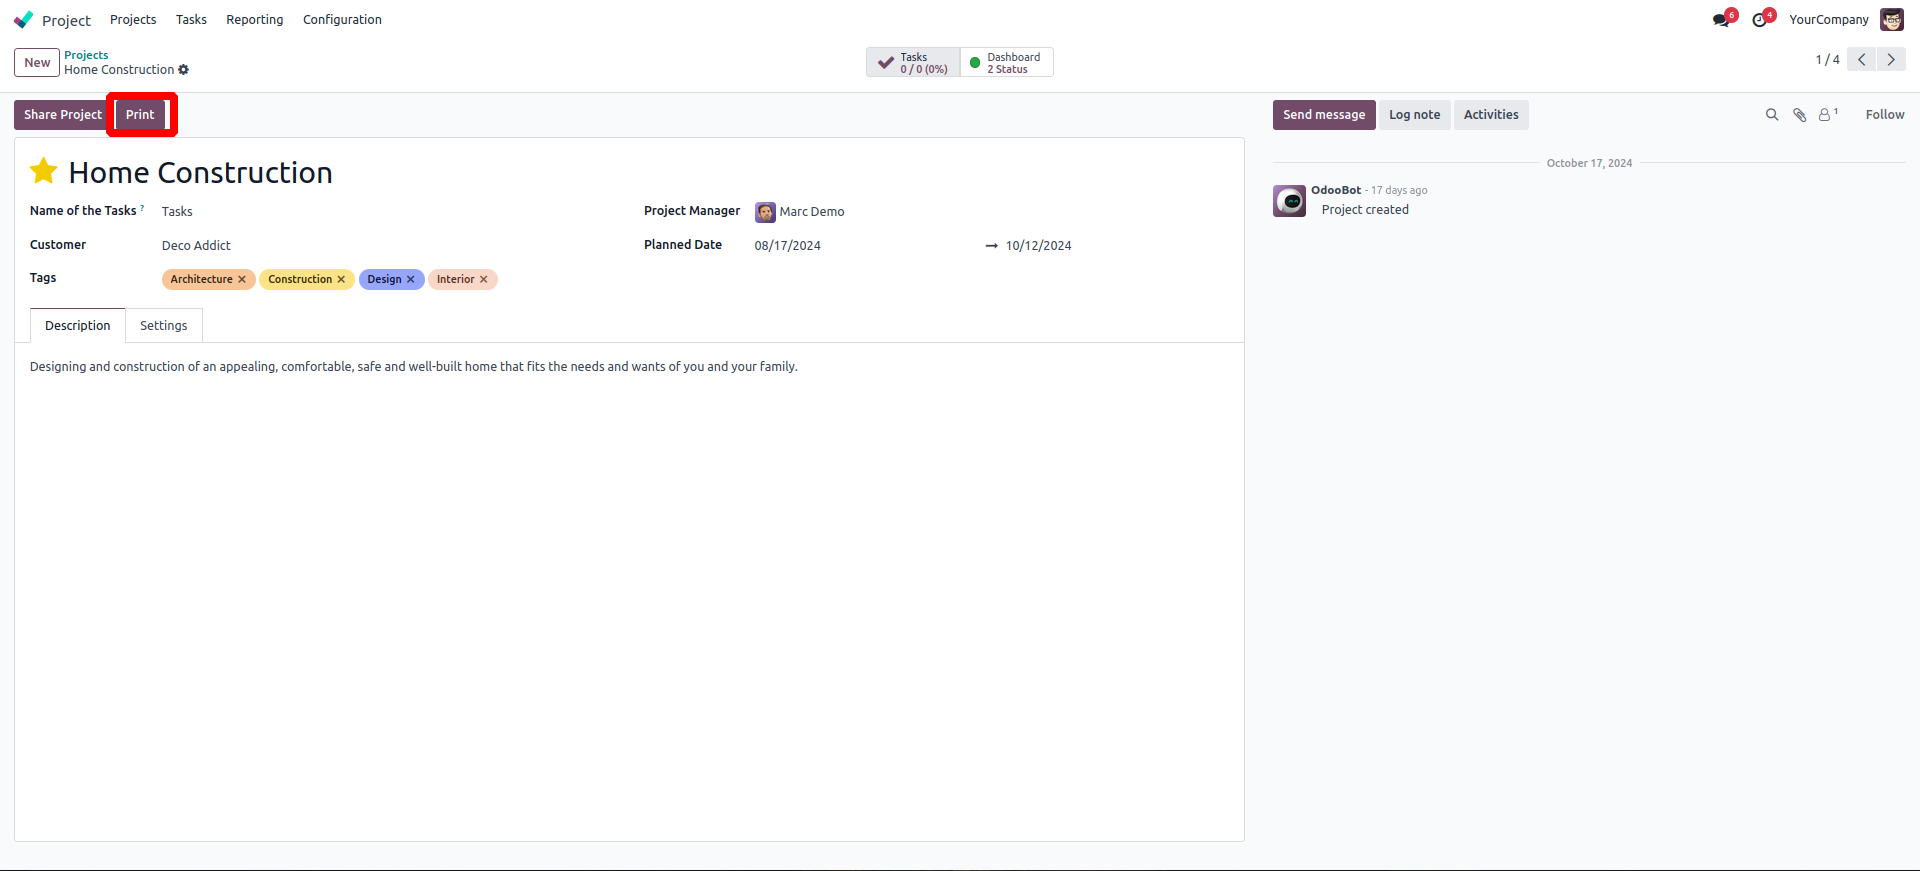 Project Projects Tasks Reporting Configuration 6 4 YourCompany
New Projects
Home Construction
Tasks
0 / 0 (0%)
Dashboard
2 Status
1 / 4
Share Project Print
Send message Log note Activities 1 Follow
Home Construction
Name of the Tasks ? Tasks
Project Manager Marc Demo
Customer Deco Addict
Planned Date 08/17/2024 → 10/12/2024
Tags Architecture × Construction × Design × Interior ×
Description Settings
Designing and construction of an appealing, comfortable, safe and well-built home that fits the needs and wants of you and your family.
October 17, 2024
OdooBot - 17 days ago
Project created